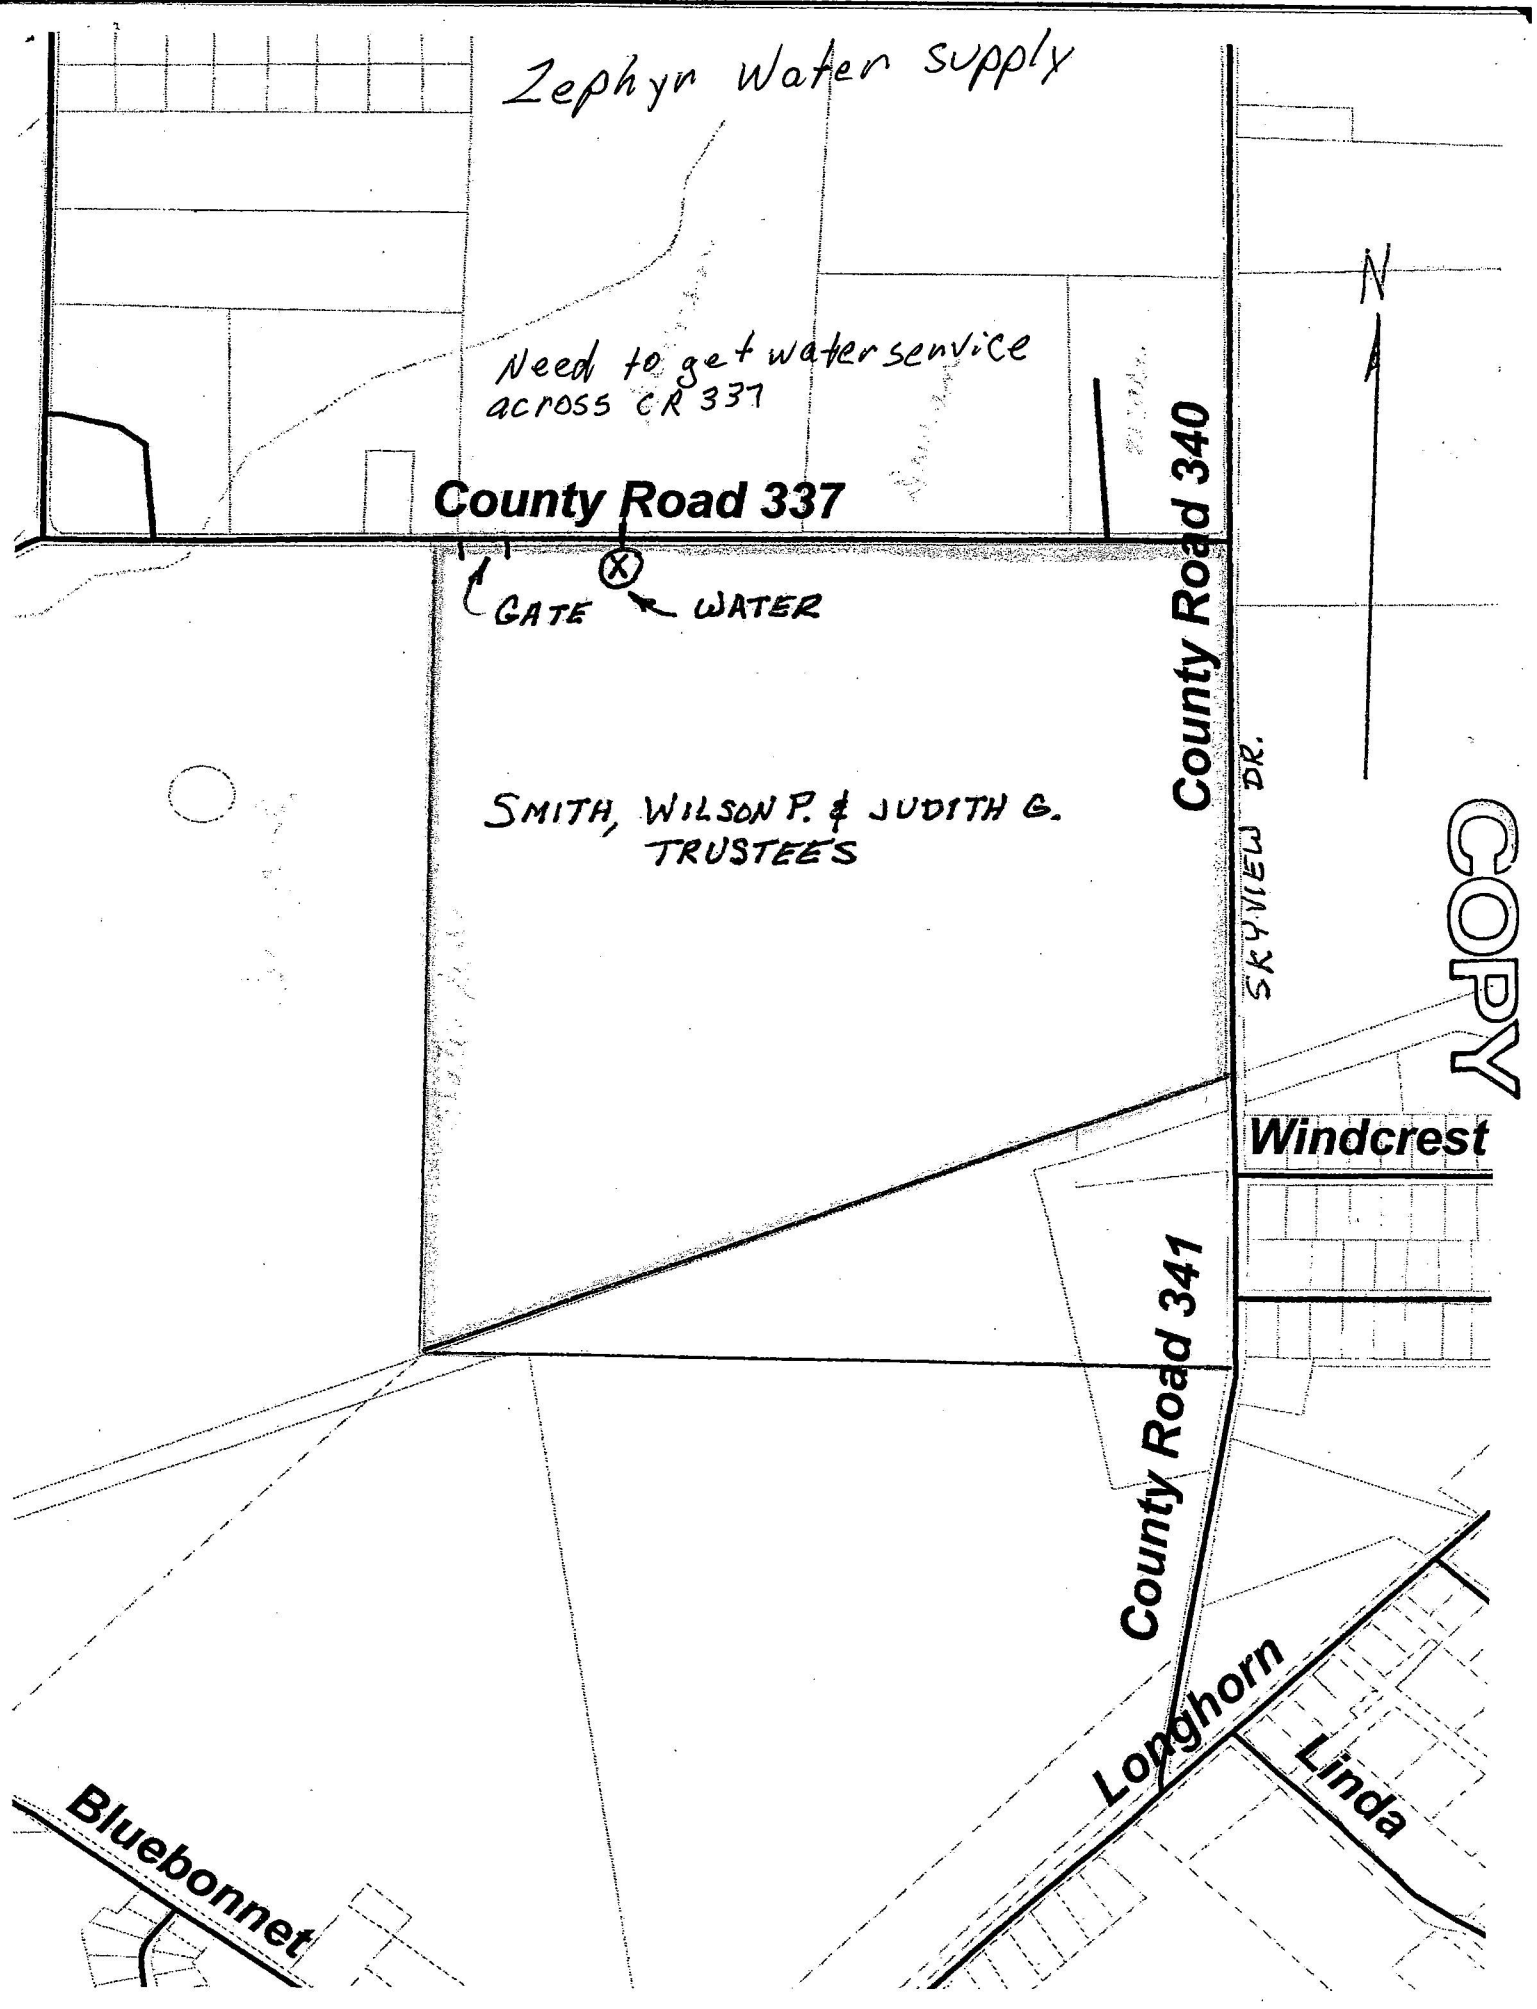 Zephyr Water supply
N
Need to get water service
across CR 337
County Road 337
County Road 340
GATE
WATER
SKYVIEW DR.
SMITH, WILSON P. & JUDITH G.
TRUSTEES
COPY
Windcrest
County Road 341
Longhorn
Linda
Bluebonnet